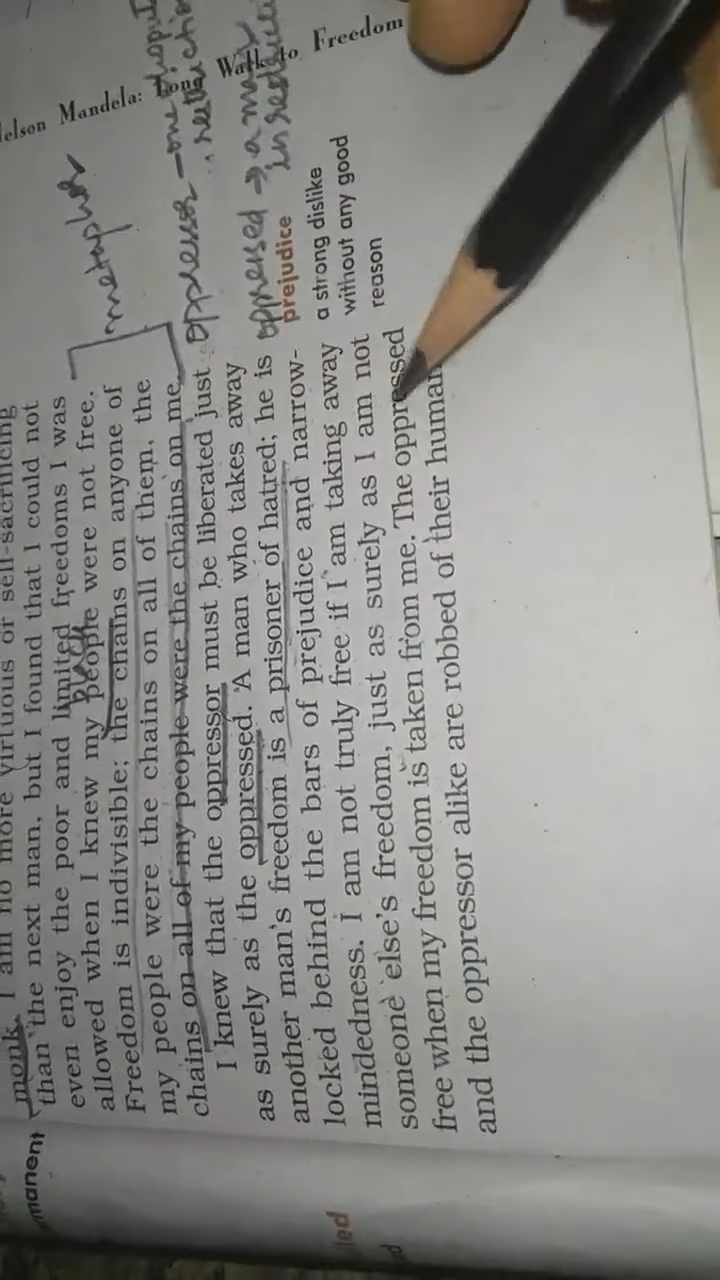 Nelson Mandela: Long Walk to Freedom
monk. I am no more virtuous or self-sacrificing
than the next man, but I found that I could not
even enjoy the poor and limited freedoms I was
allowed when I knew my people were not free.
black
Freedom is indivisible; the chains on anyone of
my people were the chains on all of them, the
chains on all of my people were the chains on me.
metaphor
I knew that the oppressor must be liberated just
as surely as the oppressed. A man who takes away
another man's freedom is a prisoner of hatred; he is
locked behind the bars of prejudice and narrow-
mindedness. I am not truly free if I am taking away
someone else's freedom, just as surely as I am not
free when my freedom is taken from me. The oppressed
and the oppressor alike are robbed of their human
oppressor – one
oppressed → a man
in
prejudice
a strong dislike
without any good
reason
manent